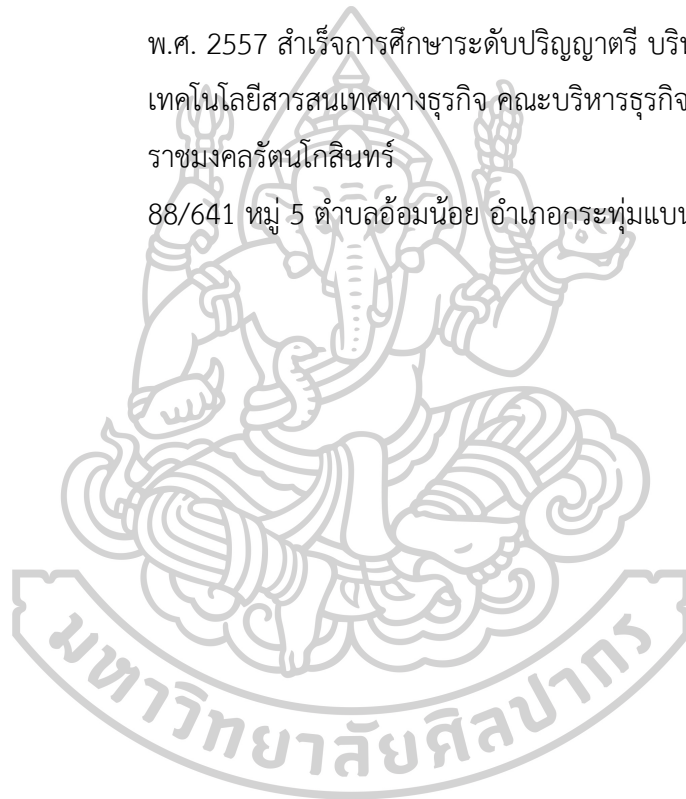 พ.ศ. 2557 สำเร็จการศึกษาระดับปริญญาตรี
เทคโนโลยีสารสนเทศทางธุรกิจ คณะบริหารธุรกิจ
ราชมงคลรัตนโกสินทร์
88/641 หมู่ 5 ตำบลอ้อมน้อย อำเภอกระทุ่มแบน
มหาวิทยาลัยศิลปากร